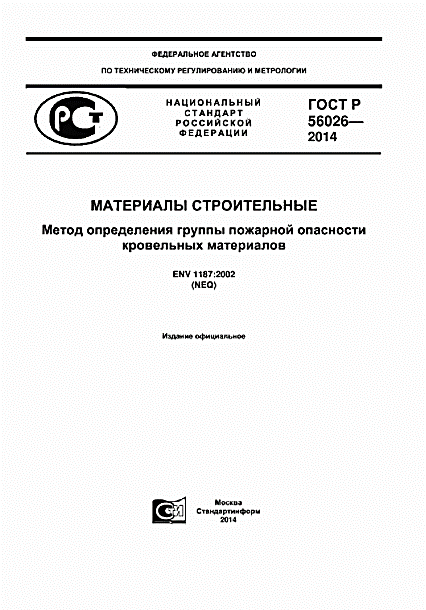 ФЕДЕРАЛЬНОЕ АГЕНТСТВО
ПО ТЕХНИЧЕСКОМУ РЕГУЛИРОВАНИЮ И МЕТРОЛОГИИ
РСТ
НАЦИОНАЛЬНЫЙ
СТАНДАРТ
РОССИЙСКОЙ
ФЕДЕРАЦИИ
ГОСТ Р
56026—
2014
МАТЕРИАЛЫ СТРОИТЕЛЬНЫЕ
Метод определения группы пожарной опасности
кровельных материалов
ENV 1187:2002
(NEQ)
Издание официальное
Москва
Стандартинформ
2014